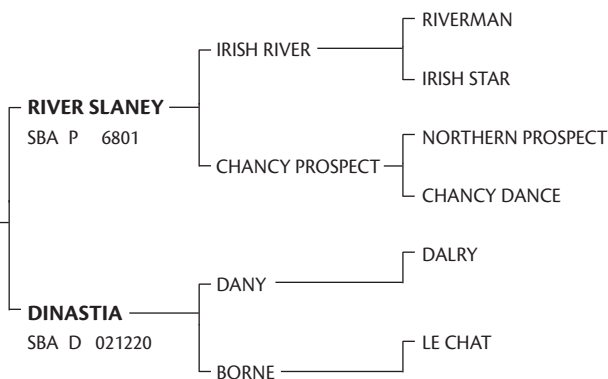 RIVERMAN
IRISH RIVER
IRISH STAR
RIVER SLANEY
SBA P 6801
NORTHERN PROSPECT
CHANCY PROSPECT
CHANCY DANCE
DALRY
DANY
DINASTIA
SBA D 021220
LE CHAT
BORNE